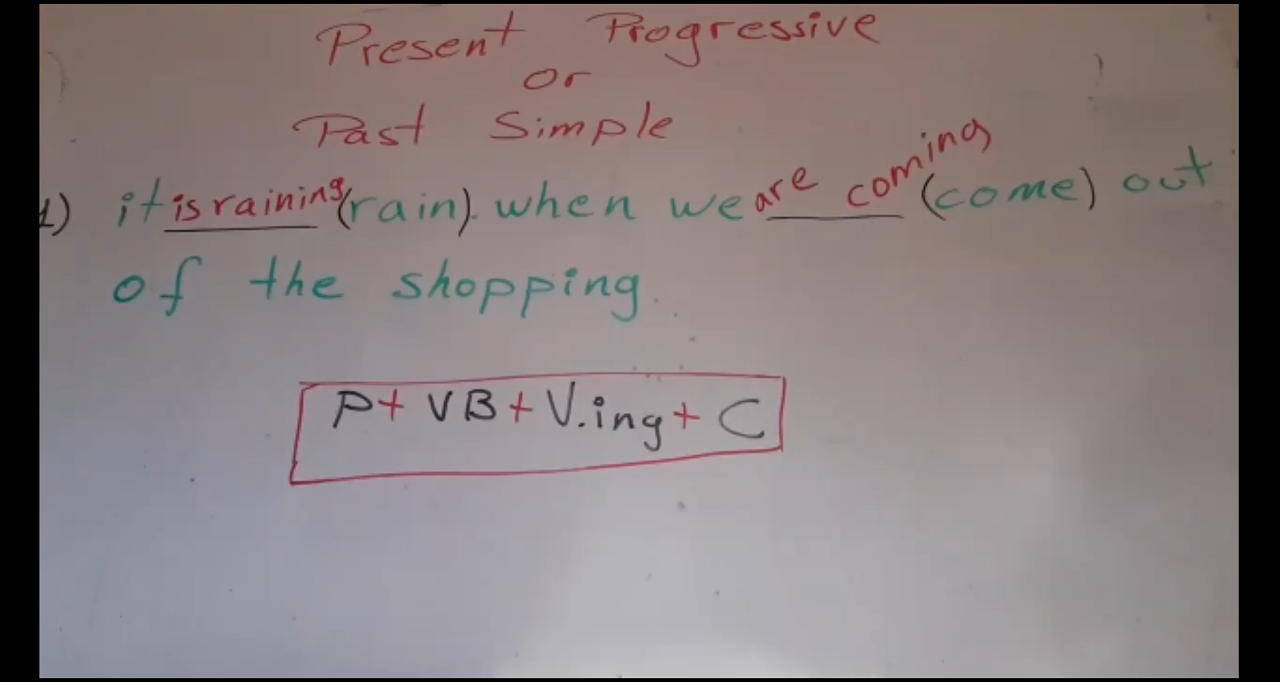 Present Progressive
or
Past Simple
1) it is raining (rain). when we are coming (come) out
of the shopping.
P+ VB + V.ing + C